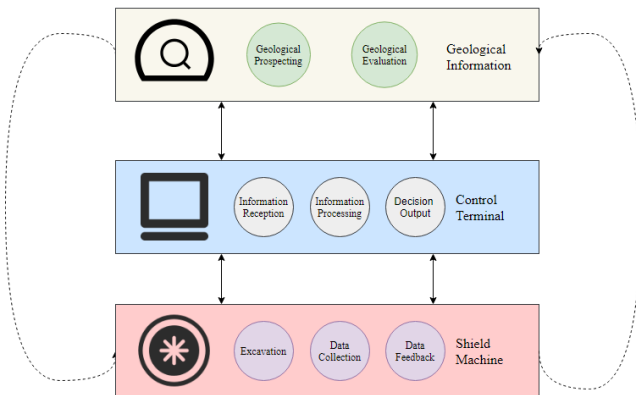 Geological
Prospecting
Geological
Evaluation
Geological
Information
Information
Reception
Information
Processing
Decision
Output
Control
Terminal
Excavation
Data
Collection
Data
Feedback
Shield
Machine